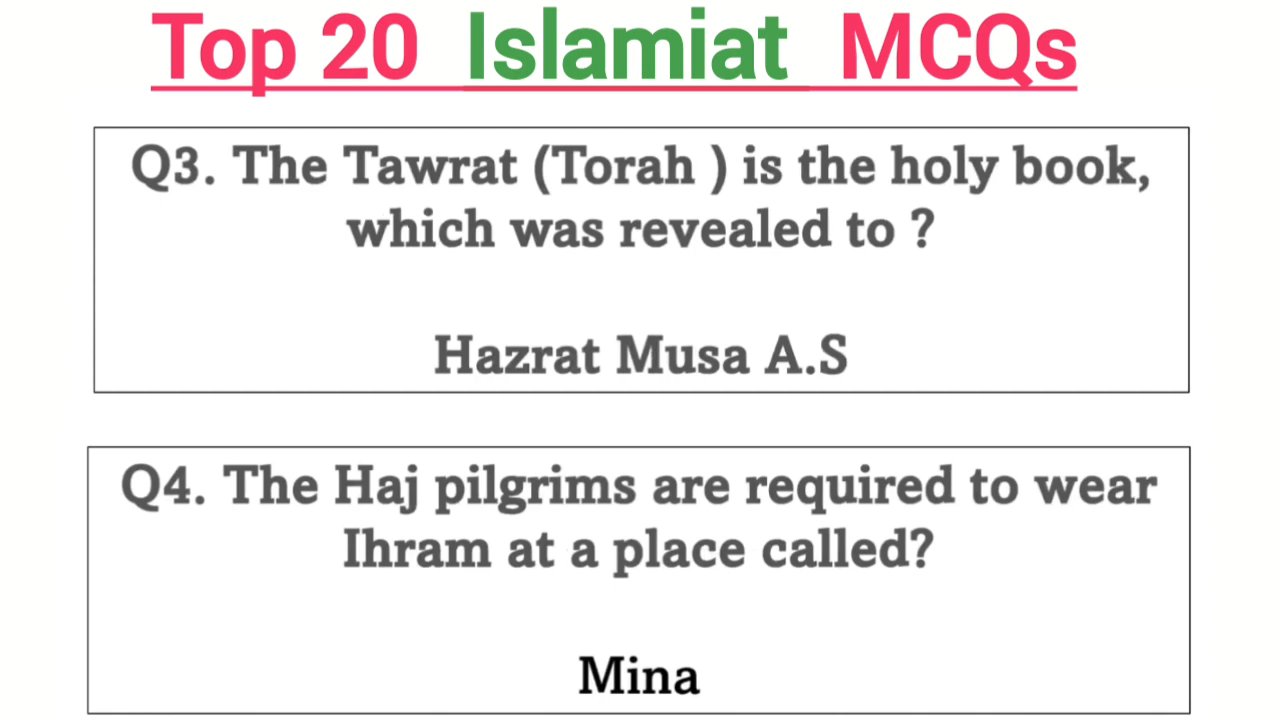 Top 20 Islamiat MCQs
Q3. The Tawrat (Torah ) is the holy book,
which was revealed to ?
Hazrat Musa A.S
Q4. The Haj pilgrims are required to wear
Ihram at a place called?
Mina